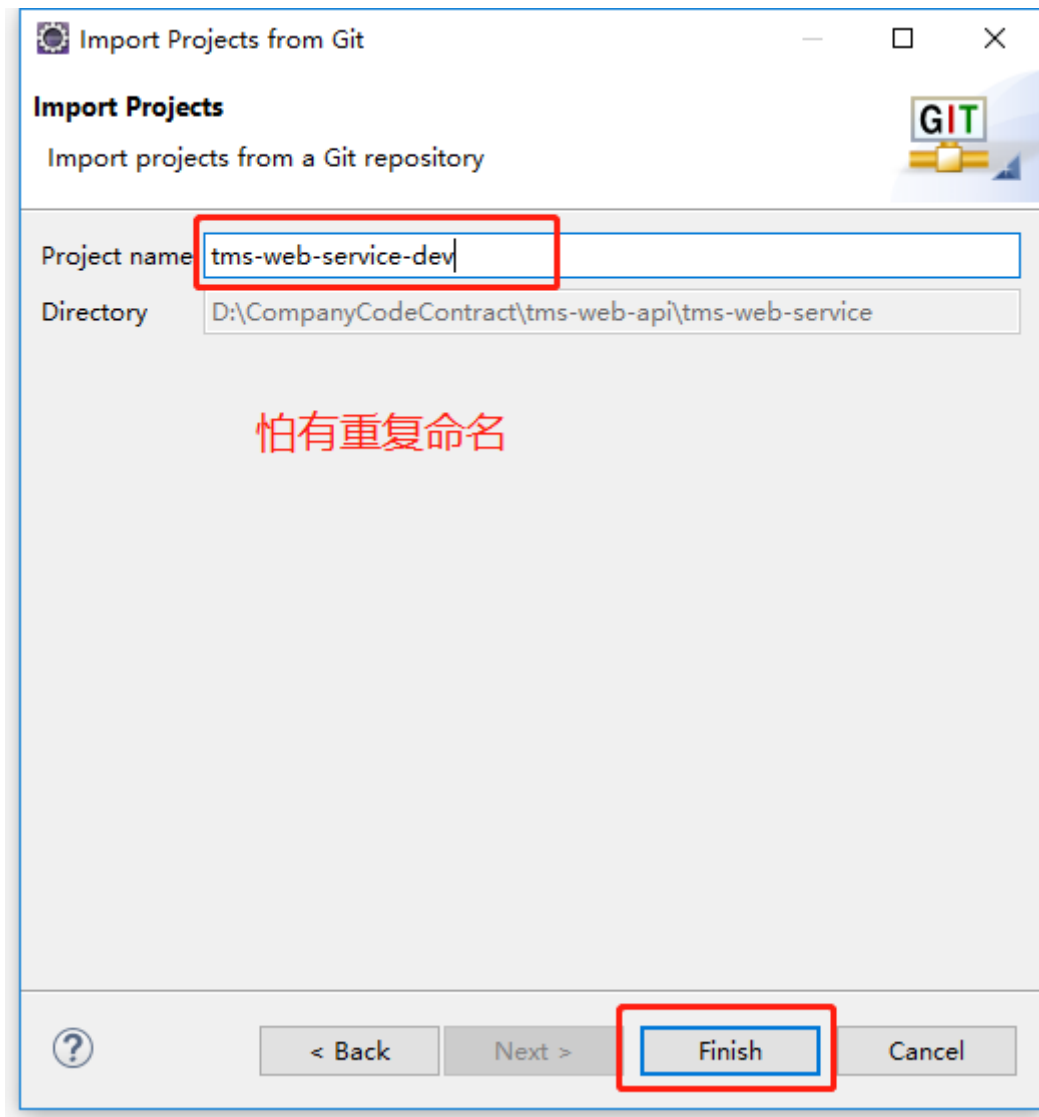 Import Projects from Git
Import Projects
Import projects from a Git repository
GIT
Project name tms-web-service-dev
Directory D:\CompanyCodeContract\tms-web-api\tms-web-service
怕有重复命名
? < Back Next > Finish Cancel